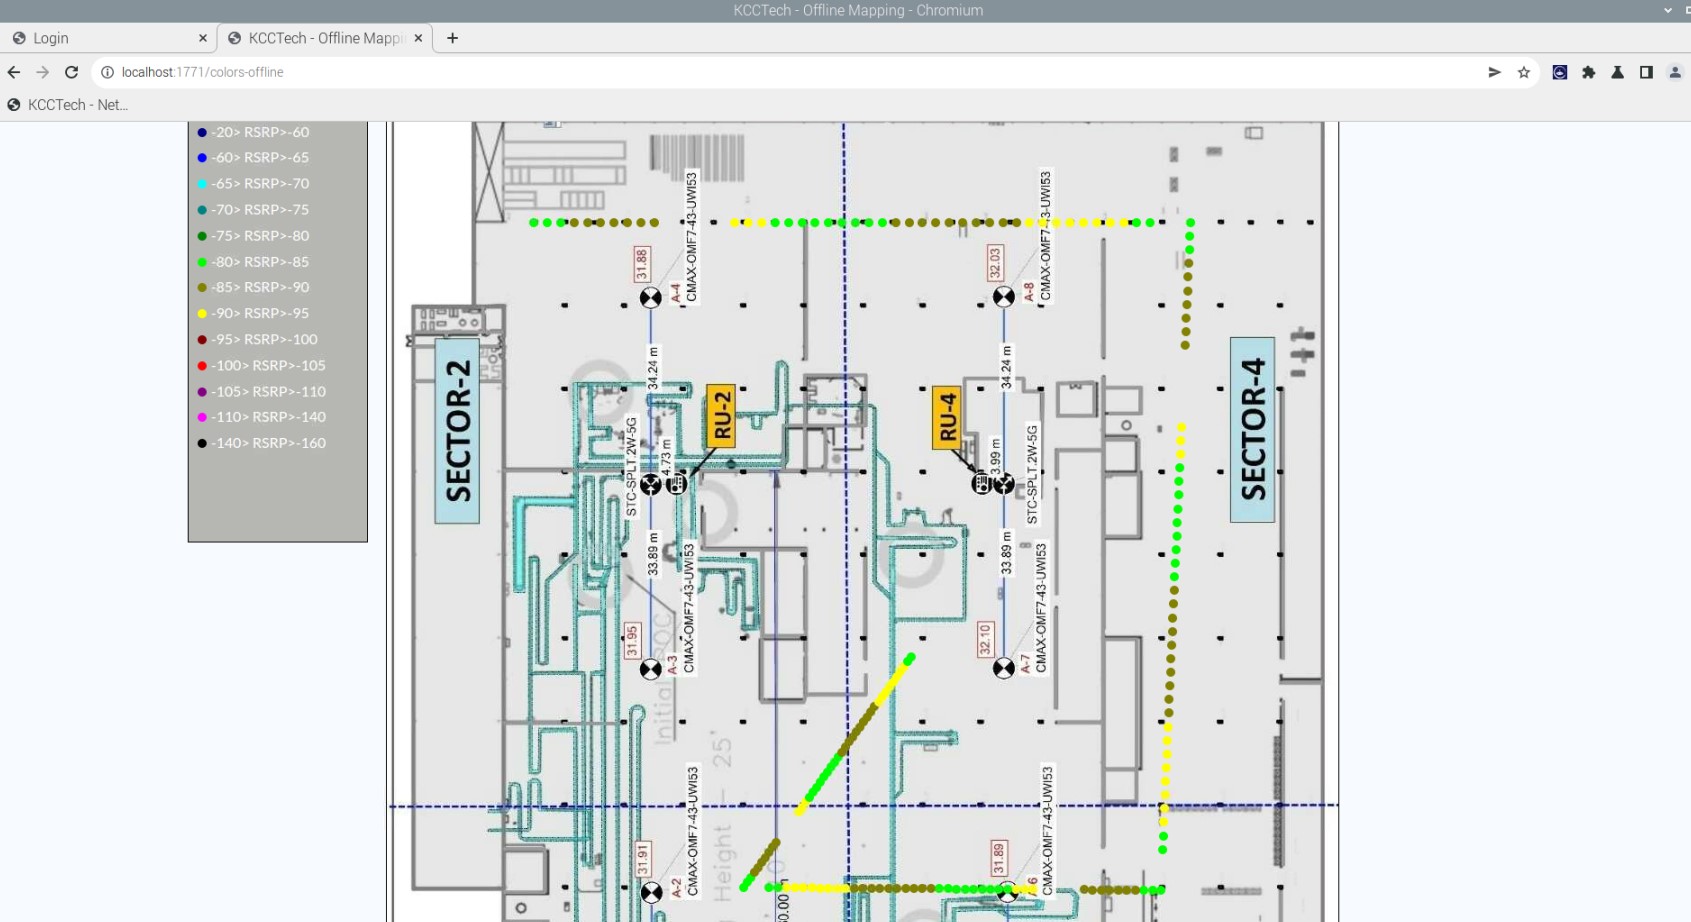 KCCTech - Offline Mapping - Chromium
Login
KCCTech - Offline Mappi
localhost:1771/colors-offline
KCCTech - Net...
-20> RSRP>-60
-60> RSRP>-65
-65> RSRP>-70
-70> RSRP>-75
-75> RSRP>-80
-80> RSRP>-85
-85> RSRP>-90
-90> RSRP>-95
-95> RSRP>-100
-100> RSRP>-105
-105> RSRP>-110
-110> RSRP>-140
-140> RSRP>-160
31.88
A-4
CMAX-OMF7-43-UWI53
32.03
A-8
CMAX-OMF7-43-UWI53
34.24 m
34.24 m
SECTOR-2
SECTOR-4
RU-2
RU-4
STC-SPLT.2W-5G
4.73 m
3.99 m
STC-SPLT.2W-5G
33.89 m
33.89 m
31.95
A-3
CMAX-OMF7-43-UWI53
32.10
A-7
CMAX-OMF7-43-UWI53
Initial
Height – 25'
31.91
A-2
CMAX-OMF7-43-UWI53
31.89
6
CMAX-OMF7-43-UWI53
0.00 m